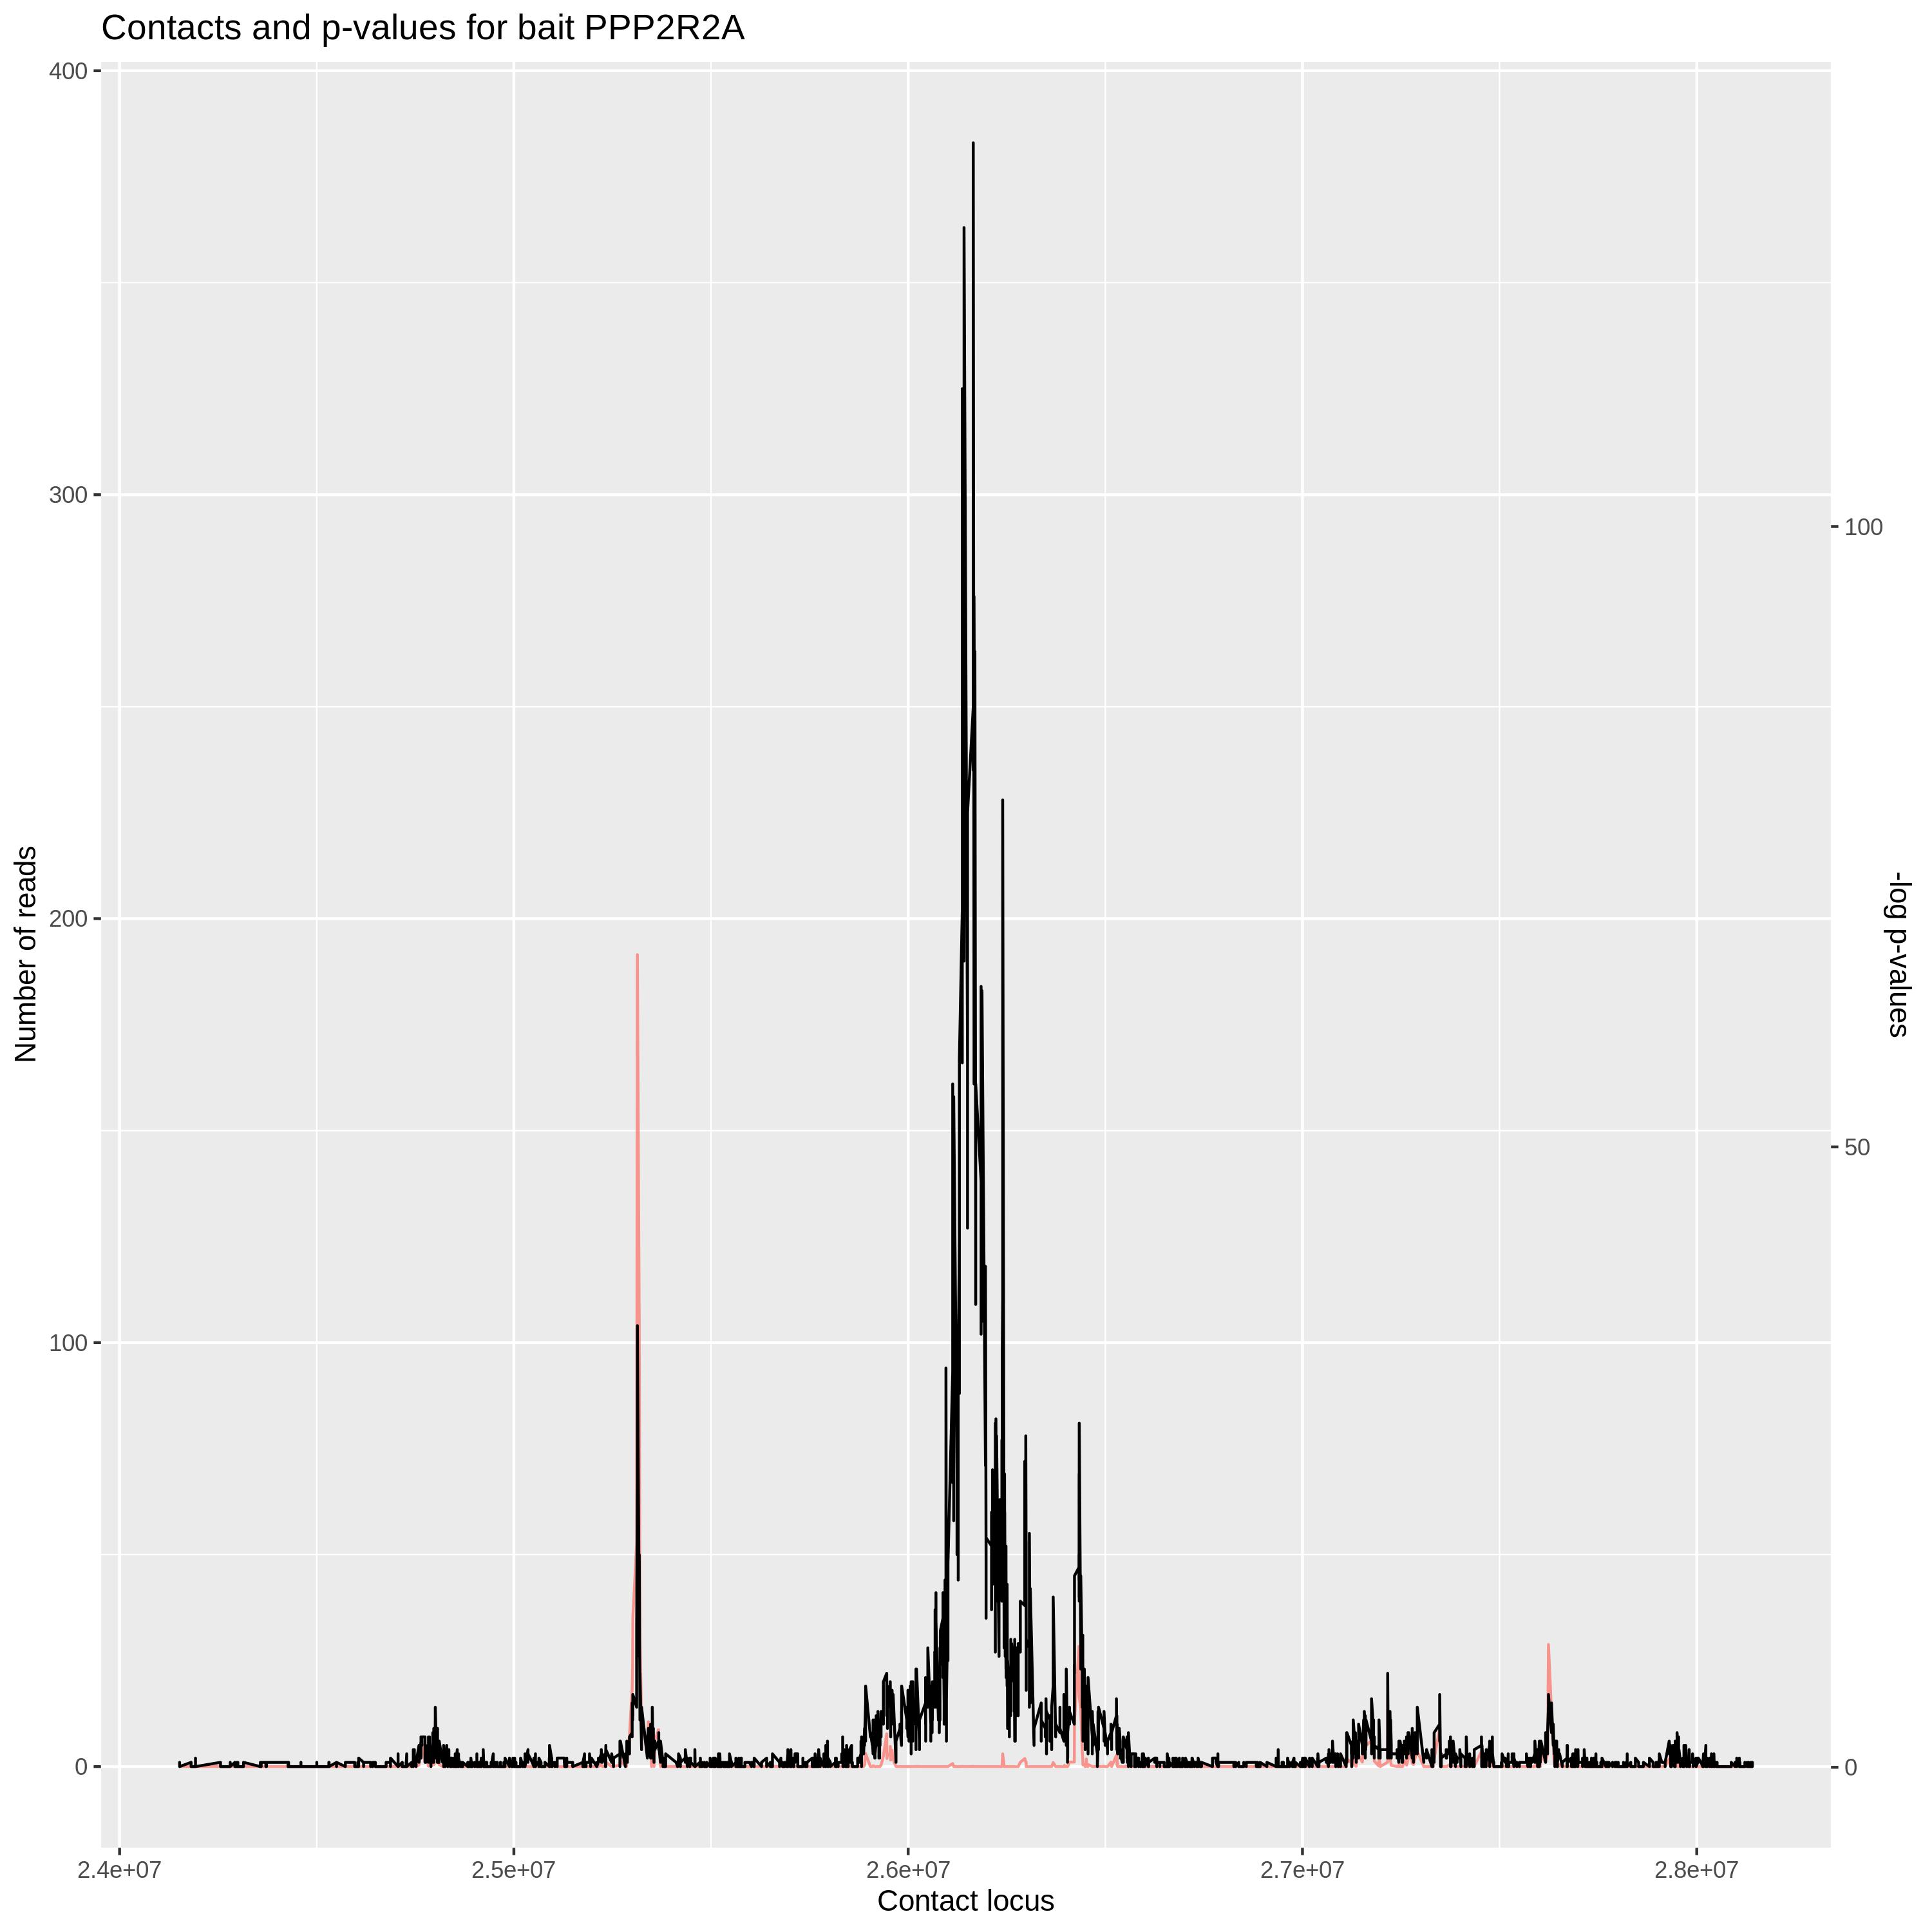 Contacts and p-values for bait PPP2R2A
400
300
200
100
0
Number of reads
100
50
0
-log p-values
2.4e+07
2.5e+07
2.6e+07
2.7e+07
2.8e+07
Contact locus